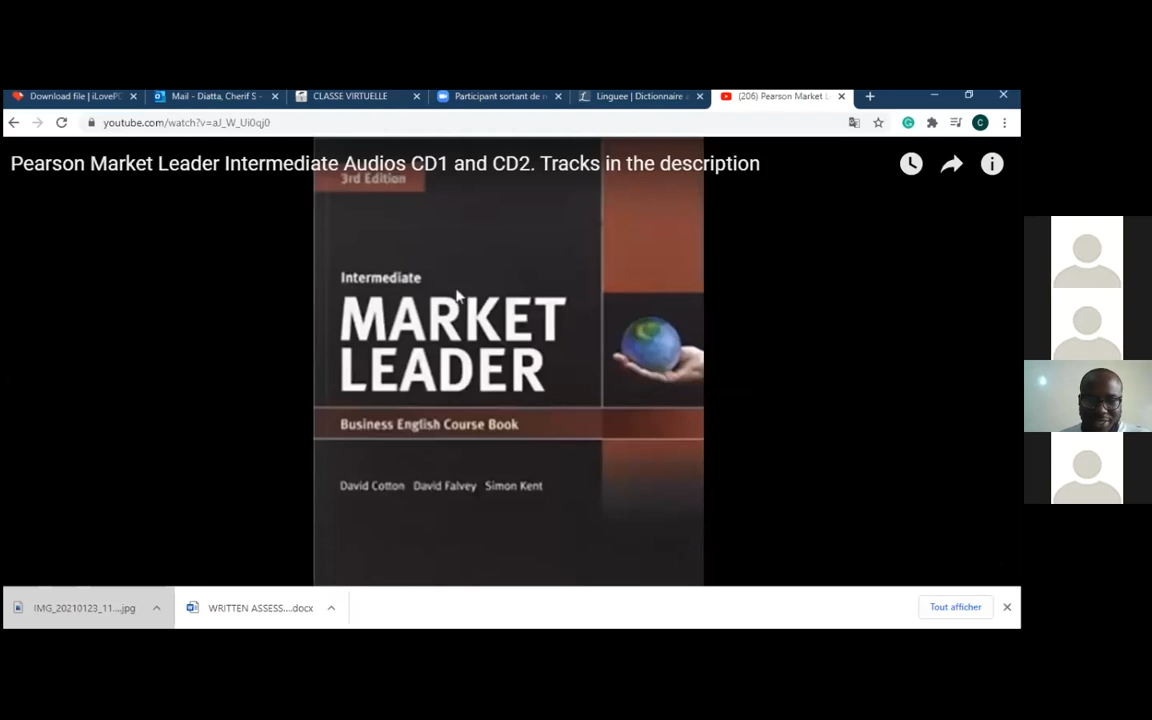 Download file | iLovePD
Mail - Diatta, Cherif S -
CLASSE VIRTUELLE
Participant sortant de
Linguee | Dictionnaire
(206) Pearson Market L
youtube.com/watch?v=aJ_W_Ui0qj0
Pearson Market Leader Intermediate Audios CD1 and CD2. Tracks in the description
3rd Edition
Intermediate
MARKET
LEADER
Business English Course Book
David Cotton David Falvey Simon Kent
IMG_20210123_11....jpg
WRITTEN ASSESS....docx
Tout afficher